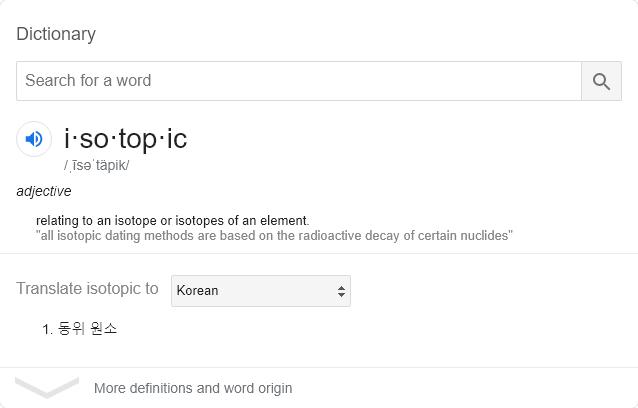 Dictionary
Search for a word
i·so·top·ic
/ˌīsəˈtäpik/
adjective
relating to an isotope or isotopes of an element.
"all isotopic dating methods are based on the radioactive decay of certain nuclides"
Translate isotopic to Korean
1. 동위 원소
More definitions and word origin